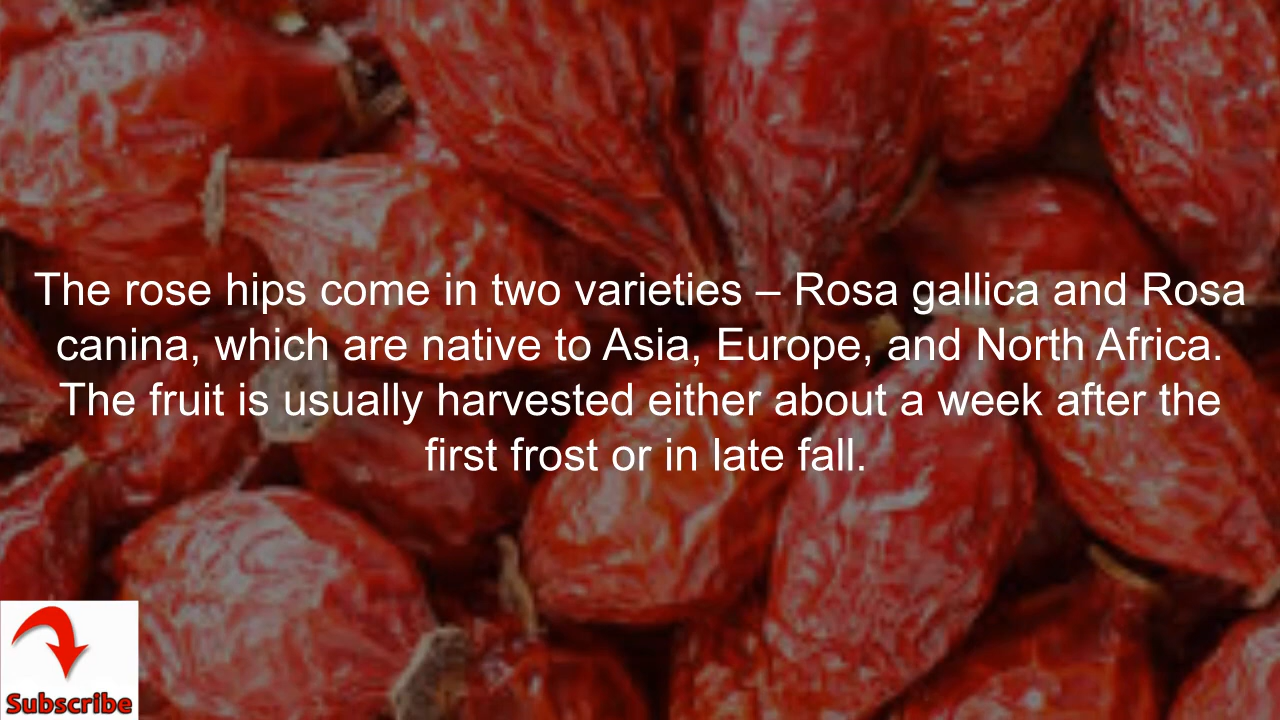 The rose hips come in two varieties – Rosa gallica and Rosa
canina, which are native to Asia, Europe, and North Africa.
The fruit is usually harvested either about a week after the
first frost or in late fall.
Subscribe